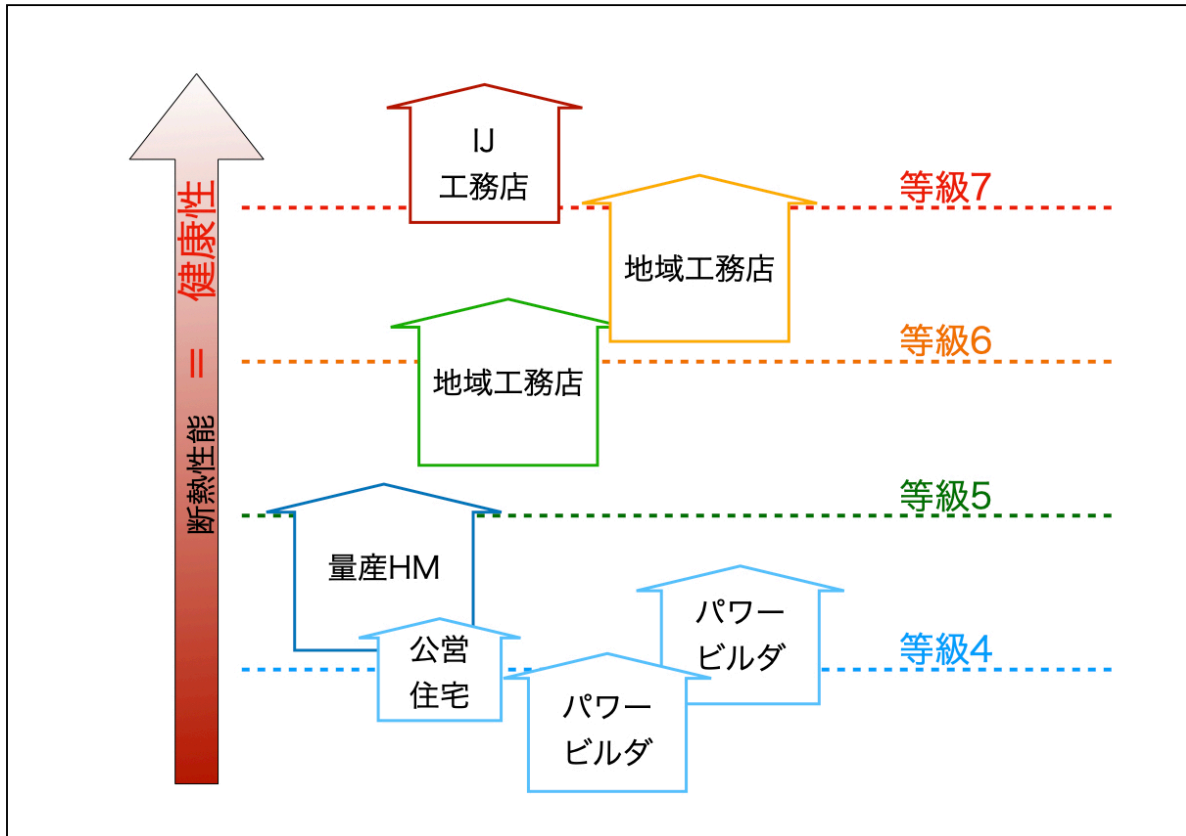 IJ
工務店
等級7
健康性
地域工務店
等級6
＝
地域工務店
断熱性能
等級5
量産HM
パワー
ビルダ
公営
住宅
等級4
パワー
ビルダ